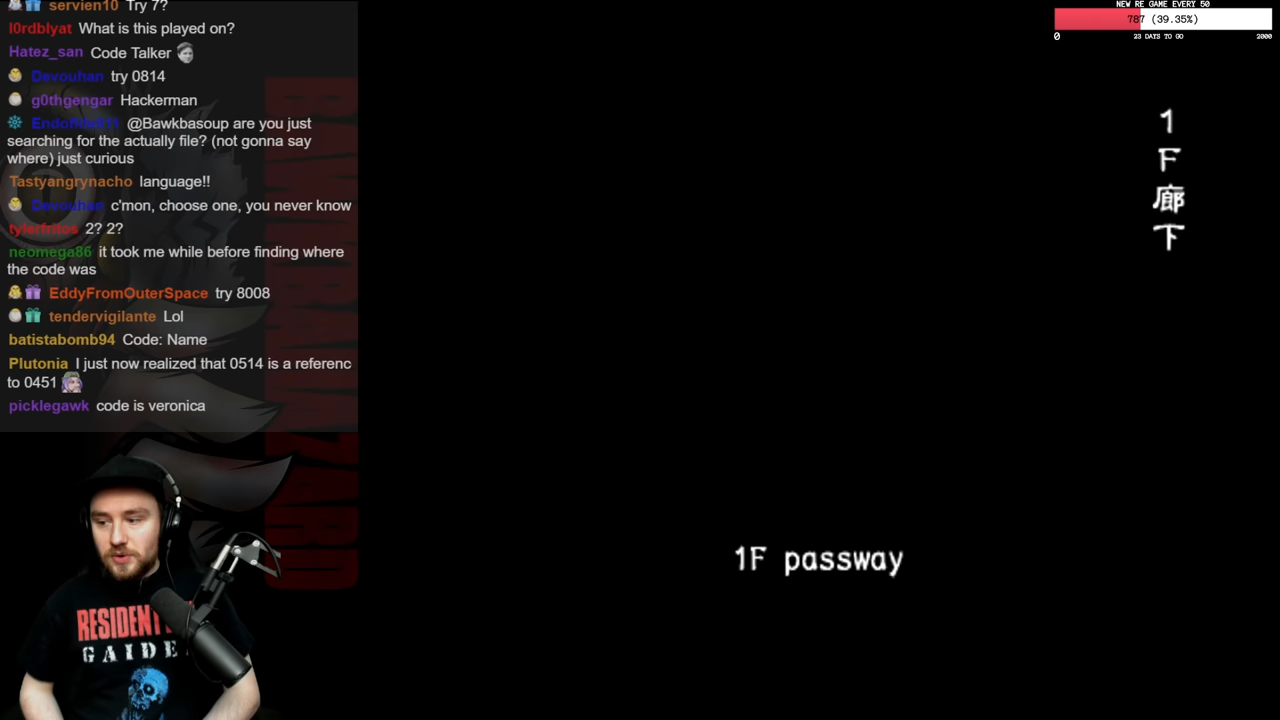 servien10 Try 7?
l0rdblyat What is this played on?
Hatez_san Code Talker
Devouhan try 0814
g0thgengar Hackerman
@Bawkbasoup are you just
searching for the actually file? (not gonna say
where) just curious
Tastyangrynacho language!!
Devouhan c'mon, choose one, you never know
tylerfritos 2? 2?
neomega86 it took me while before finding where
the code was
EddyFromOuterSpace try 8008
tendervigilante Lol
batistabomb94 Code: Name
Plutonia I just now realized that 0514 is a referenc
to 0451
picklegawk code is veronica
RESIDENT
GAIDE
NEW RE GAME EVERY 50
787 (39.35%)
0 23 DAYS TO GO 2000
1F廊下
1F passway